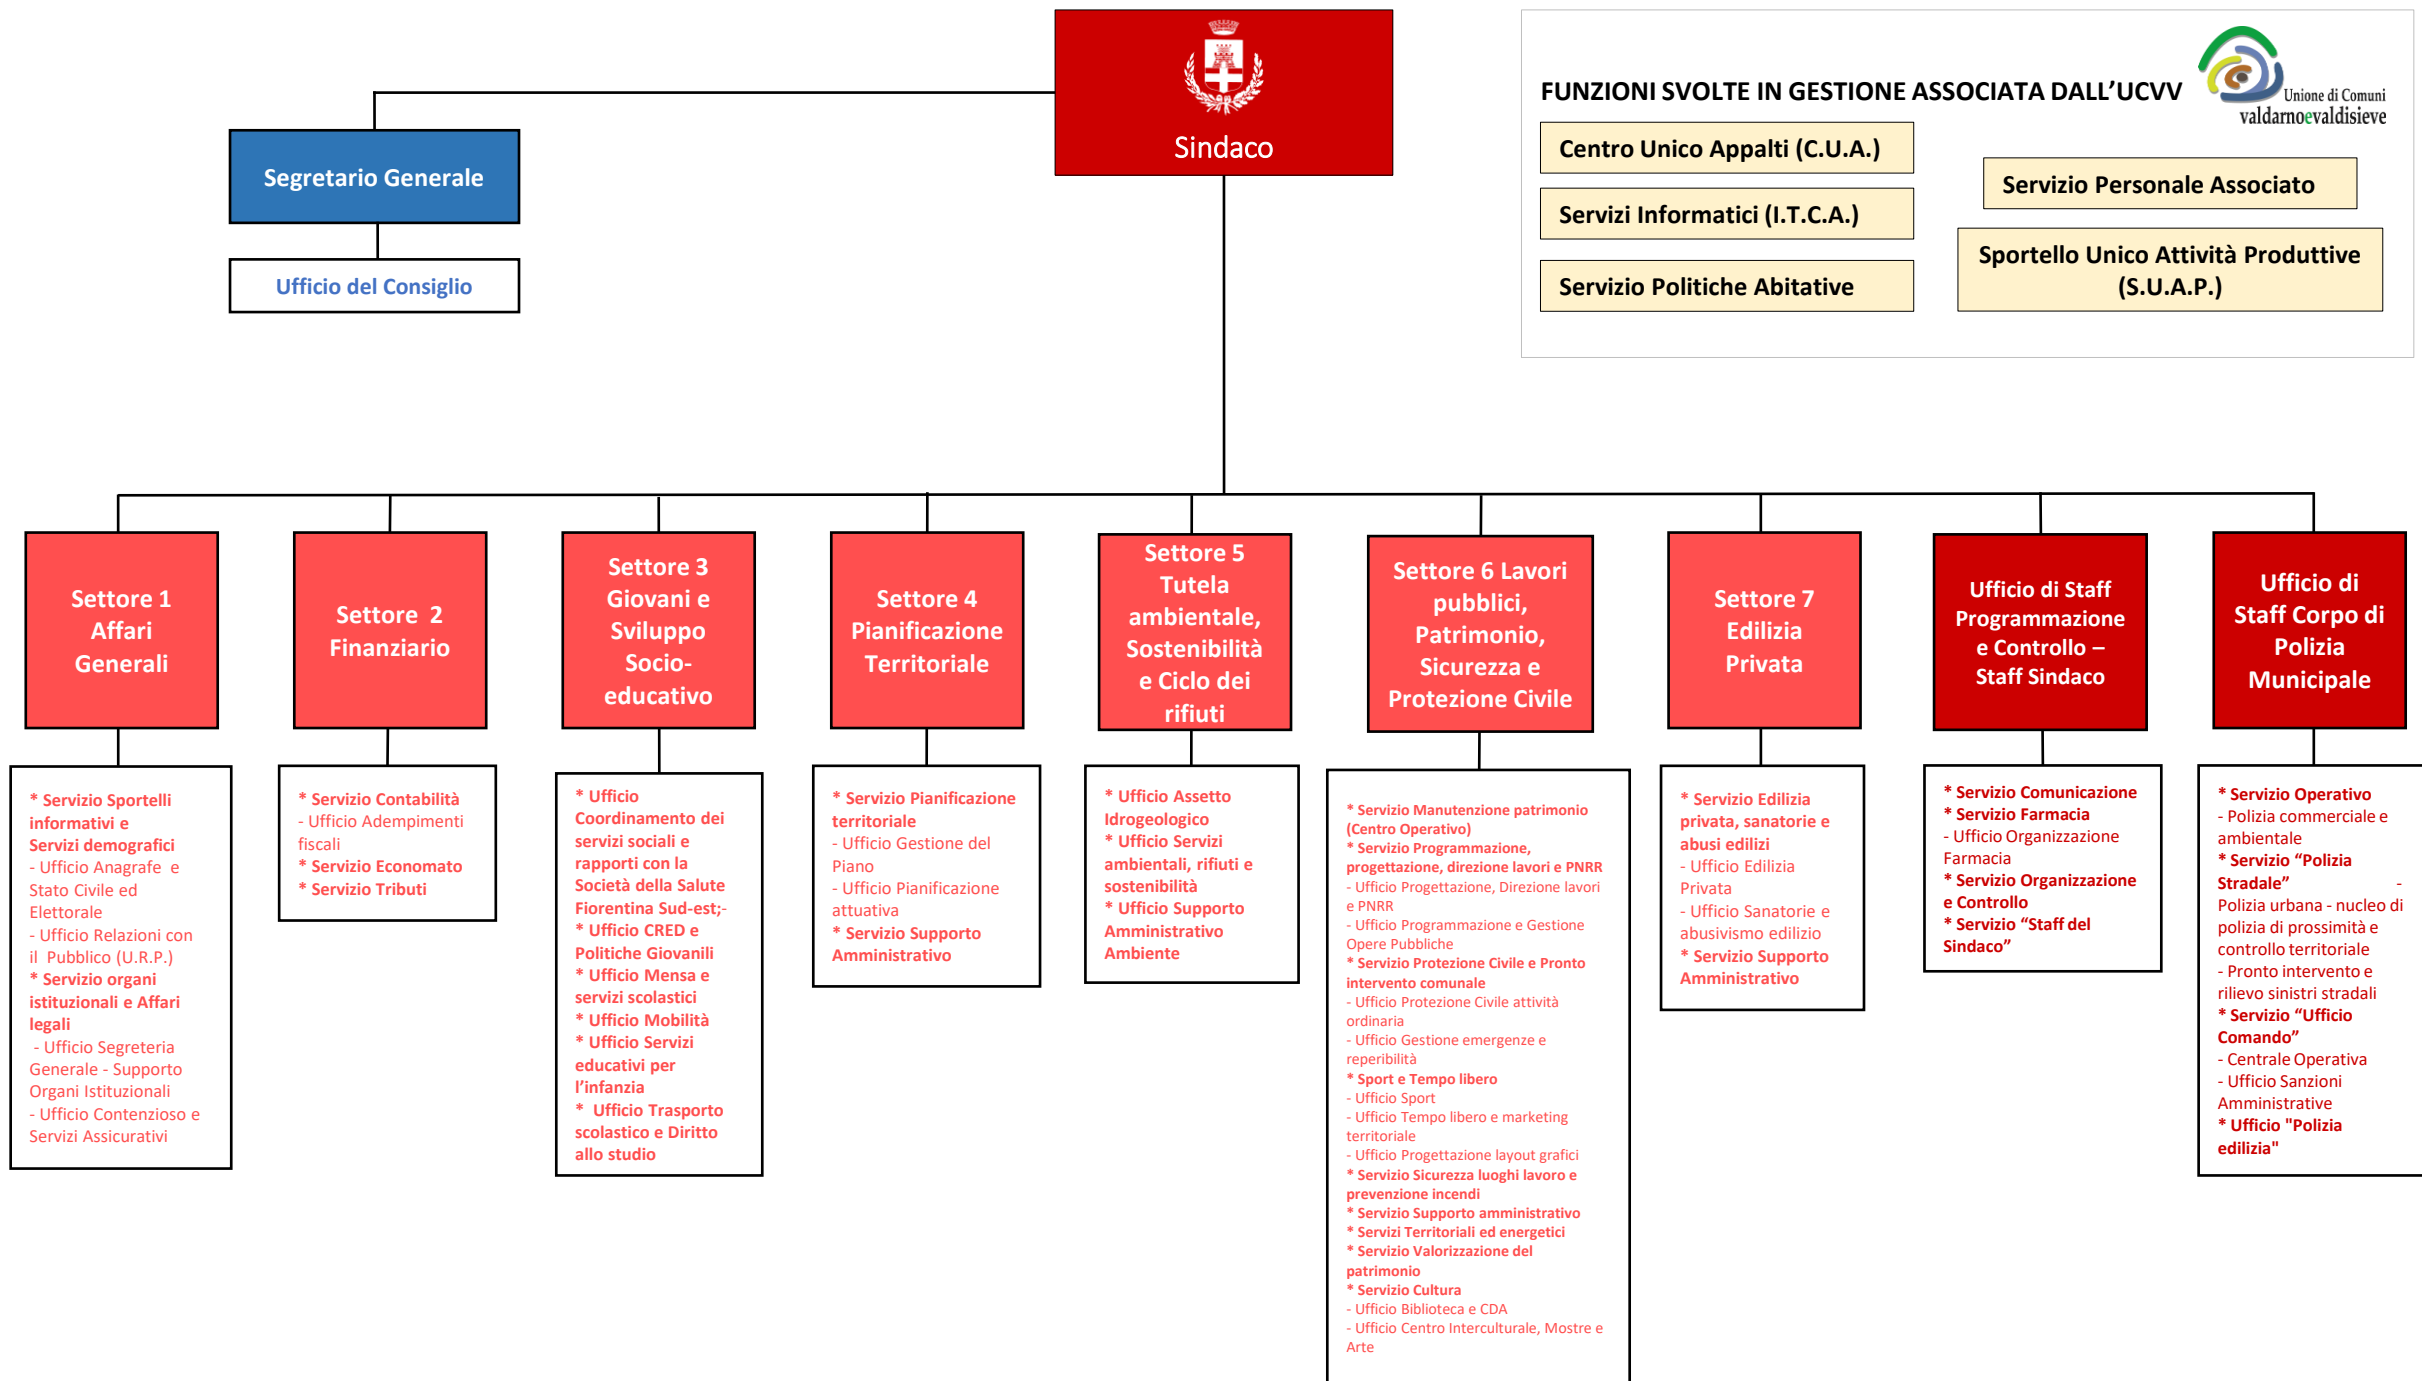 Sindaco
Segretario Generale
Ufficio del Consiglio
FUNZIONI SVOLTE IN GESTIONE ASSOCIATA DALL'UCVV
Unione di Comuni
valdarnoevaldisieve
Centro Unico Appalti (C.U.A.)
Servizi Informatici (I.T.C.A.)
Servizio Politiche Abitative
Servizio Personale Associato
Sportello Unico Attività Produttive
(S.U.A.P.)
Settore 1
Affari
Generali
Settore 2
Finanziario
Settore 3
Giovani e
Sviluppo
Socio-
educativo
Settore 4
Pianificazione
Territoriale
Settore 5
Tutela
ambientale,
Sostenibilità
e Ciclo dei
rifiuti
Settore 6 Lavori
pubblici,
Patrimonio,
Sicurezza e
Protezione Civile
Settore 7
Edilizia
Privata
Ufficio di Staff
Programmazione
e Controllo –
Staff Sindaco
Ufficio di
Staff Corpo di
Polizia
Municipale
* Servizio Sportelli
informativi e
Servizi demografici
- Ufficio Anagrafe e
Stato Civile ed
Elettorale
- Ufficio Relazioni con
il Pubblico (U.R.P.)
* Servizio organi
istituzionali e Affari
legali
- Ufficio Segreteria
Generale - Supporto
Organi Istituzionali
- Ufficio Contenzioso e
Servizi Assicurativi
* Servizio Contabilità
- Ufficio Adempimenti
fiscali
* Servizio Economato
* Servizio Tributi
* Ufficio
Coordinamento dei
servizi sociali e
rapporti con la
Società della Salute
Fiorentina Sud-est;-
* Ufficio CRED e
Politiche Giovanili
* Ufficio Mensa e
servizi scolastici
* Ufficio Mobilità
* Ufficio Servizi
educativi per
l'infanzia
* Ufficio Trasporto
scolastico e Diritto
allo studio
* Servizio Pianificazione
territoriale
- Ufficio Gestione del
Piano
- Ufficio Pianificazione
attuativa
* Servizio Supporto
Amministrativo
* Ufficio Assetto
Idrogeologico
* Ufficio Servizi
ambientali, rifiuti e
sostenibilità
* Ufficio Supporto
Amministrativo
Ambiente
* Servizio Manutenzione patrimonio
(Centro Operativo)
* Servizio Programmazione,
progettazione, direzione lavori e PNRR
- Ufficio Progettazione, Direzione lavori
e PNRR
- Ufficio Programmazione e Gestione
Opere Pubbliche
* Servizio Protezione Civile e Pronto
intervento comunale
- Ufficio Protezione Civile attività
ordinaria
- Ufficio Gestione emergenze e
reperibilità
* Sport e Tempo libero
- Ufficio Sport
- Ufficio Tempo libero e marketing
territoriale
- Ufficio Progettazione layout grafici
* Servizio Sicurezza luoghi lavoro e
prevenzione incendi
* Servizio Supporto amministrativo
* Servizi Territoriali ed energetici
* Servizio Valorizzazione del
patrimonio
* Servizio Cultura
- Ufficio Biblioteca e CDA
- Ufficio Centro Interculturale, Mostre e
Arte
* Servizio Edilizia
privata, sanatorie e
abusi edilizi
- Ufficio Edilizia
Privata
- Ufficio Sanatorie e
abusivismo edilizio
* Servizio Supporto
Amministrativo
* Servizio Comunicazione
* Servizio Farmacia
- Ufficio Organizzazione
Farmacia
* Servizio Organizzazione
e Controllo
* Servizio “Staff del
Sindaco”
* Servizio Operativo
- Polizia commerciale e
ambientale
* Servizio “Polizia
Stradale” -
Polizia urbana - nucleo di
polizia di prossimità e
controllo territoriale
- Pronto intervento e
rilievo sinistri stradali
* Servizio “Ufficio
Comando”
- Centrale Operativa
- Ufficio Sanzioni
Amministrative
* Ufficio "Polizia
edilizia"